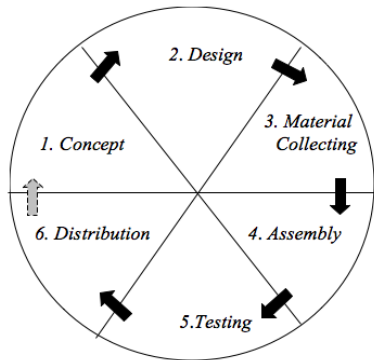 1. Concept
2. Design
3. Material
Collecting
4. Assembly
5.Testing
6. Distribution